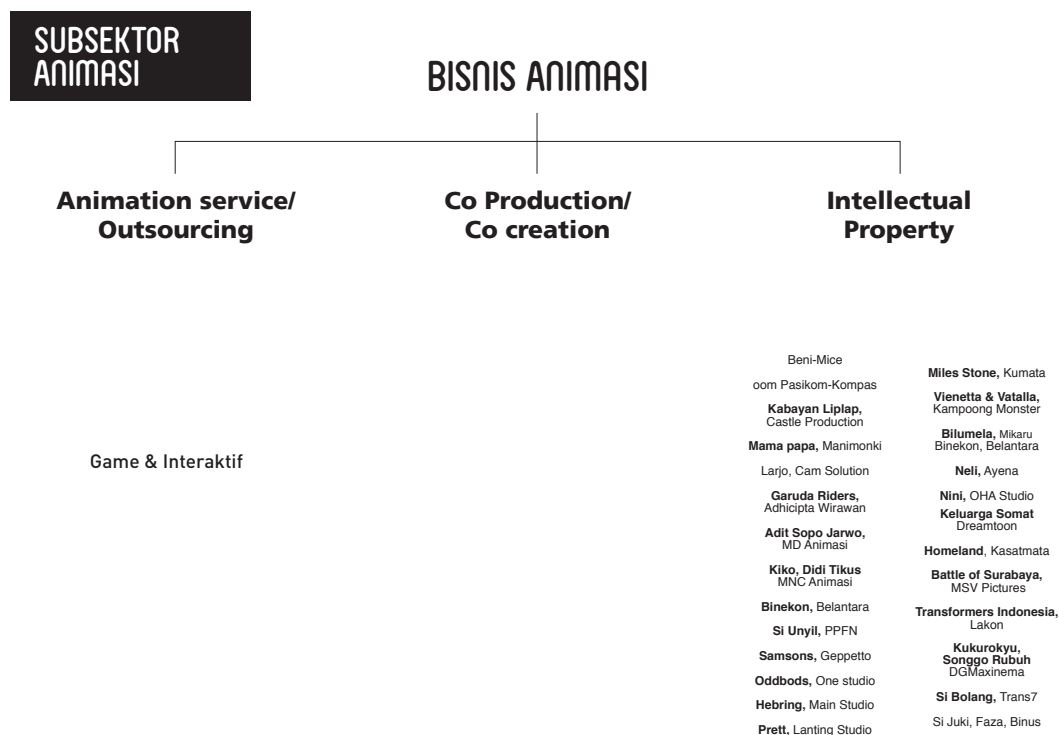 SUBSEKTOR
ANIMASI
BISNIS ANIMASI
Animation service/
Outsourcing
Co Production/
Co creation
Intellectual
Property
Game & Interaktif
Beni-Mice
oom Pasikom-Kompas
Kabayan Liplap,
Castle Production
Mama papa, Manimonki
Larjo, Cam Solution
Garuda Riders,
Adhicipta Wirawan
Adit Sopo Jarwo,
MD Animasi
Kiko, Didi Tikus
MNC Animasi
Binekon, Belantara
Si Unyil, PPFN
Samsons, Geppetto
Oddbods, One studio
Hebring, Main Studio
Prett, Lanting Studio
Miles Stone, Kumata
Vienetta & Vatalla,
Kampoong Monster
Bilumela, Mikaru
Binekon, Belantara
Neli, Ayena
Nini, OHA Studio
Keluarga Somat
Dreamtoon
Homeland, Kasatmata
Battle of Surabaya,
MSV Pictures
Transformers Indonesia,
Lakon
Kukurokyu,
Songgo Rubuh
DGMaxinema
Si Bolang, Trans7
Si Juki, Faza, Binus